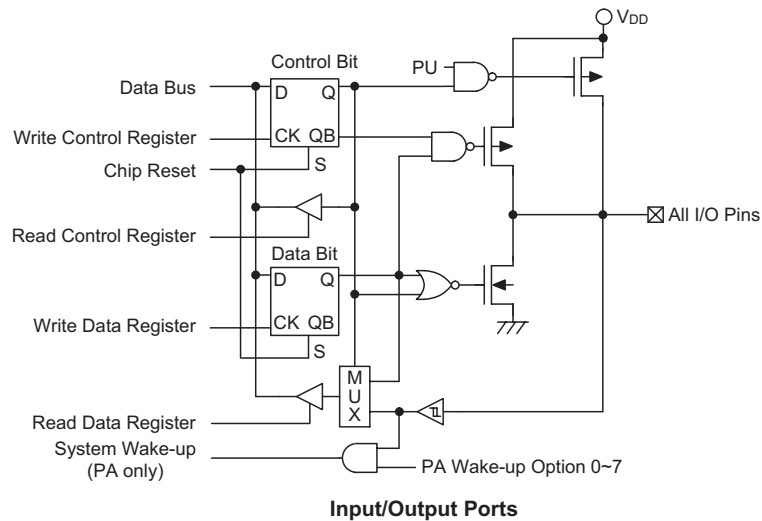 VDD
Control Bit
PU
Data Bus
D Q
Write Control Register
CK QB
Chip Reset
S
All I/O Pins
Read Control Register
Data Bit
D Q
Write Data Register
CK QB
S
M
U
X
Read Data Register
System Wake-up
(PA only)
PA Wake-up Option 0~7
Input/Output Ports